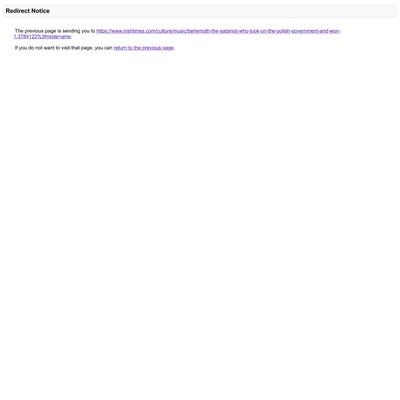 Redirect Notice
The previous page is sending you to https://www.irishtimes.com/culture/music/behemoth-the-satanist-who-took-on-the-polish-government-and-won-
1.3784122%3fmode=amp.
If you do not want to visit that page, you can return to the previous page.